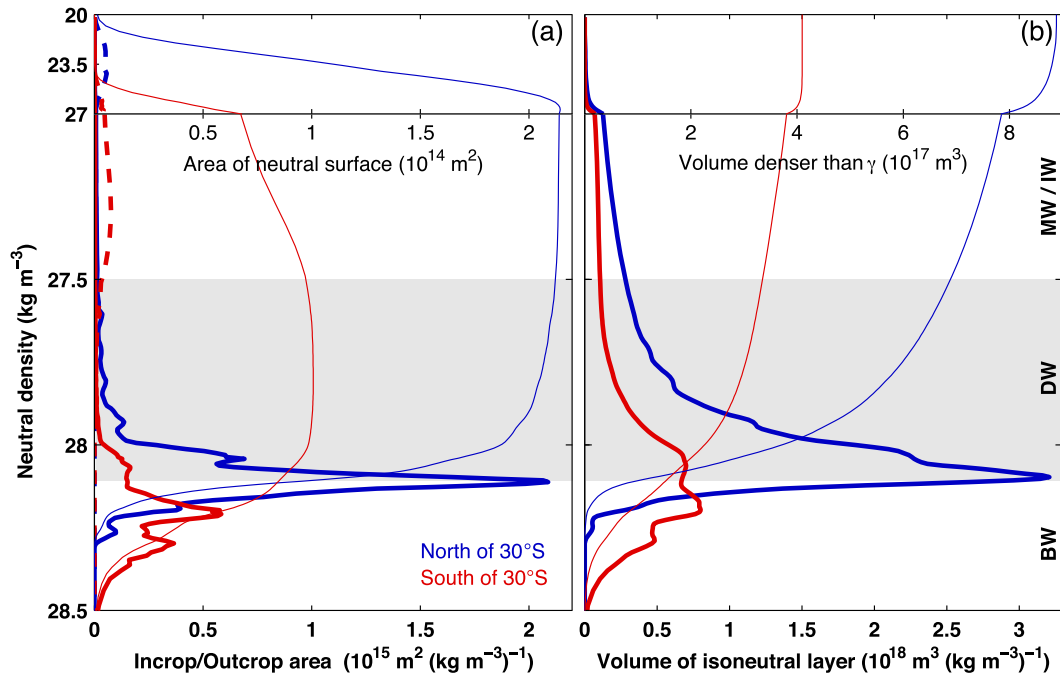 (a)
(b)
20
23.5
27
27.5
28
28.5
Neutral density (kg m⁻³)
0.5 1 1.5 2
Area of neutral surface (10¹⁴ m²)
2 4 6 8
Volume denser than γ (10¹⁷ m³)
MW / IW
DW
BW
North of 30°S
South of 30°S
0 0.5 1 1.5 2
Incrop/Outcrop area (10¹⁵ m² (kg m⁻³)⁻¹)
0 0.5 1 1.5 2 2.5 3
Volume of isoneutral layer (10¹⁸ m³ (kg m⁻³)⁻¹)